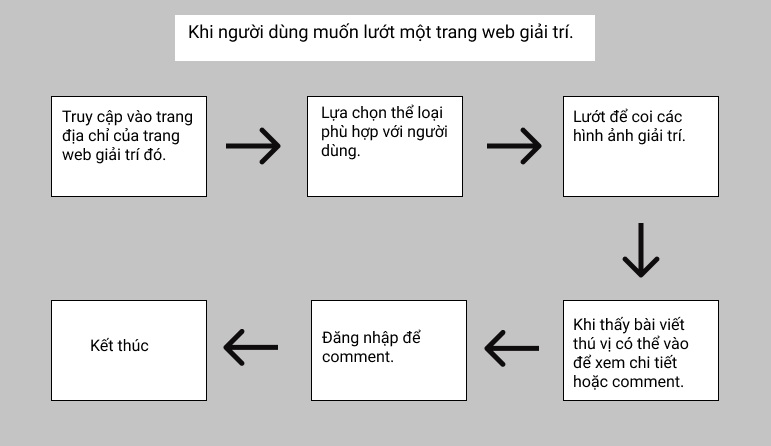 Khi người dùng muốn lướt một trang web giải trí.
Truy cập vào trang
địa chỉ của trang
web giải trí đó.
Lựa chọn thể loại
phù hợp với người
dùng.
Lướt để coi các
hình ảnh giải trí.
Khi thấy bài viết
thú vị có thể vào
để xem chi tiết
hoặc comment.
Đăng nhập để
comment.
Kết thúc